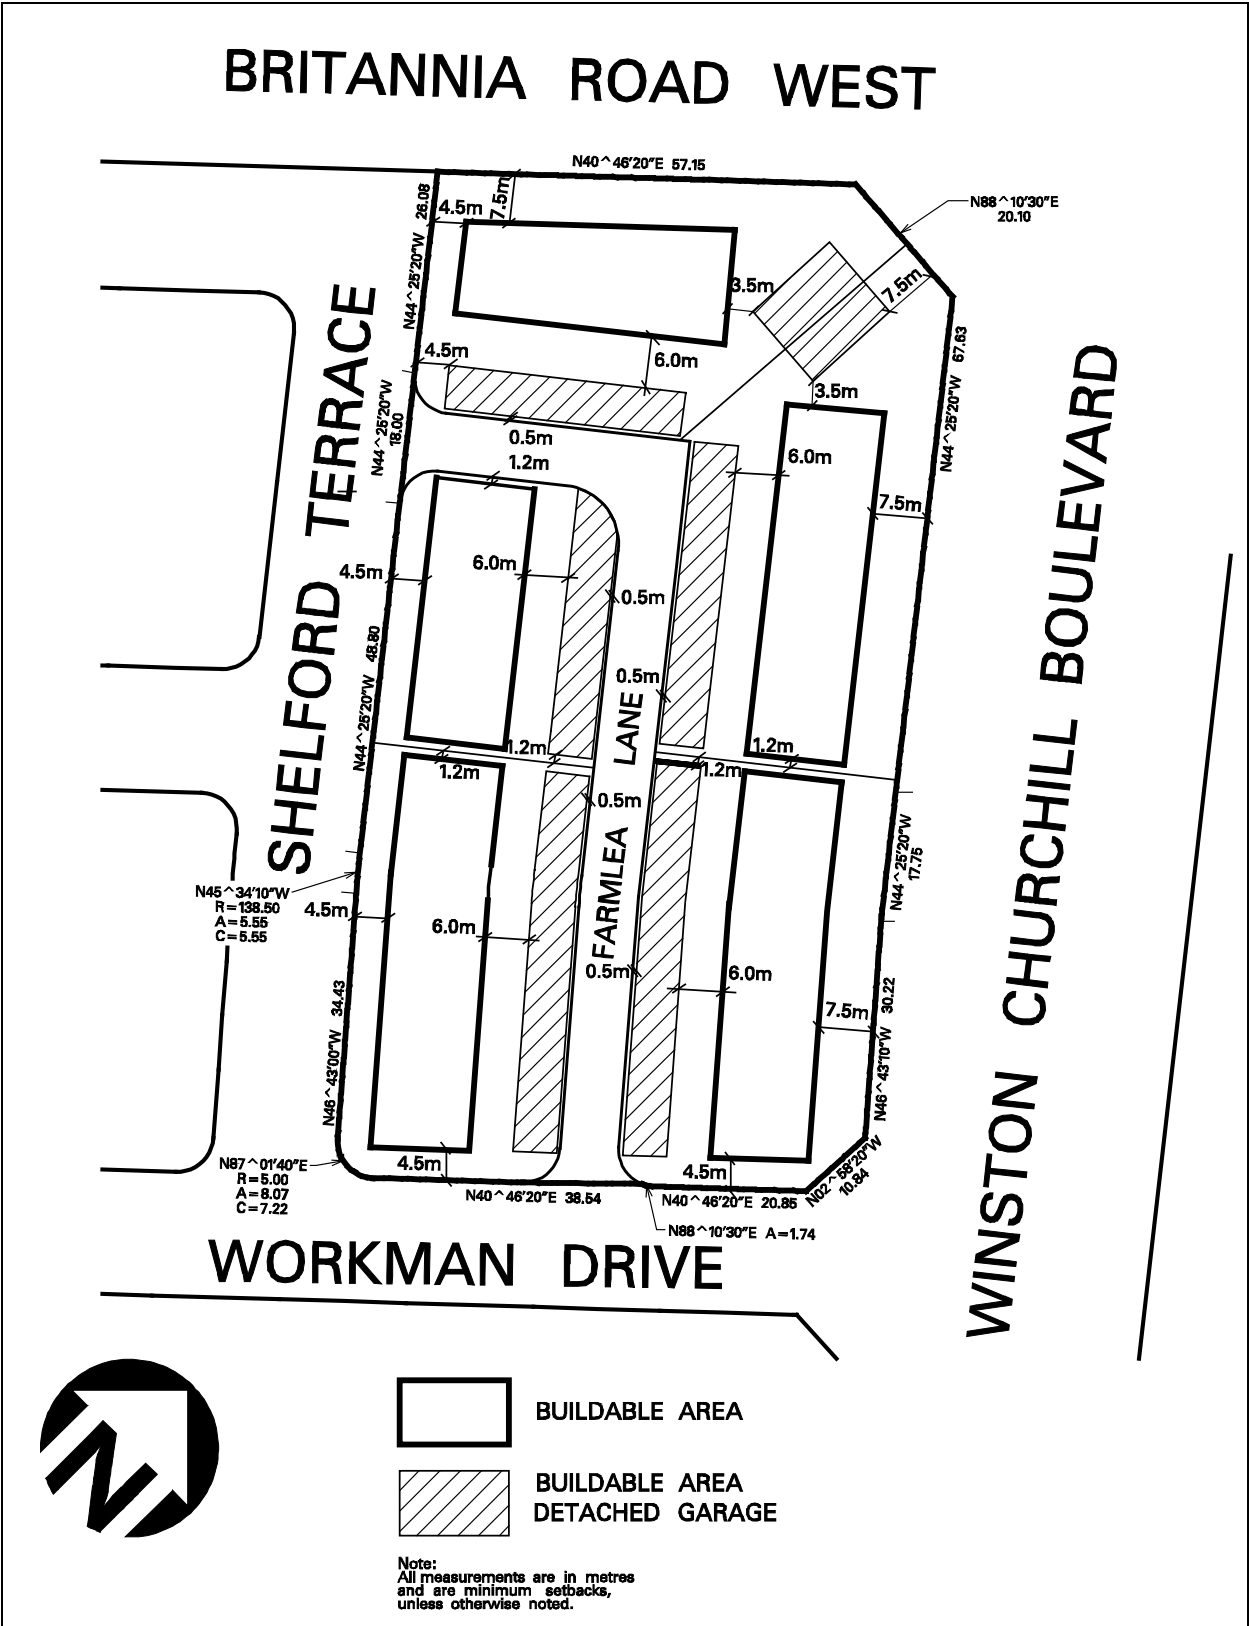 BRITANNIA ROAD WEST
N40^46'20"E 57.15
N88^10'30"E
20.10
N44^25'20"W 26.08
4.5m
7.5m
3.5m
7.5m
6.0m
4.5m
3.5m
N44^25'20"W 67.63
N44^25'20"W
18.00
0.5m
1.2m
6.0m
7.5m
SHELFORD TERRACE
WINSTON CHURCHILL BOULEVARD
4.5m
6.0m
0.5m
0.5m
N44^25'20"W 48.80
FARMLEA LANE
1.2m
1.2m
1.2m
1.2m
0.5m
N44^25'20"W
17.75
N45^34'10"W
R=138.50
A=5.55
C=5.55
4.5m
6.0m
0.5m
6.0m
7.5m
N46^43'00"W 34.43
N46^43'10"W 30.22
N87^01'40"E
R=5.00
A=8.07
C=7.22
4.5m
4.5m
N40^46'20"E 38.54
N40^46'20"E 20.85
N02^58'20"W
10.84
N88^10'30"E A=1.74
WORKMAN DRIVE
N
BUILDABLE AREA
BUILDABLE AREA
DETACHED GARAGE
Note:
All measurements are in metres
and are minimum setbacks,
unless otherwise noted.